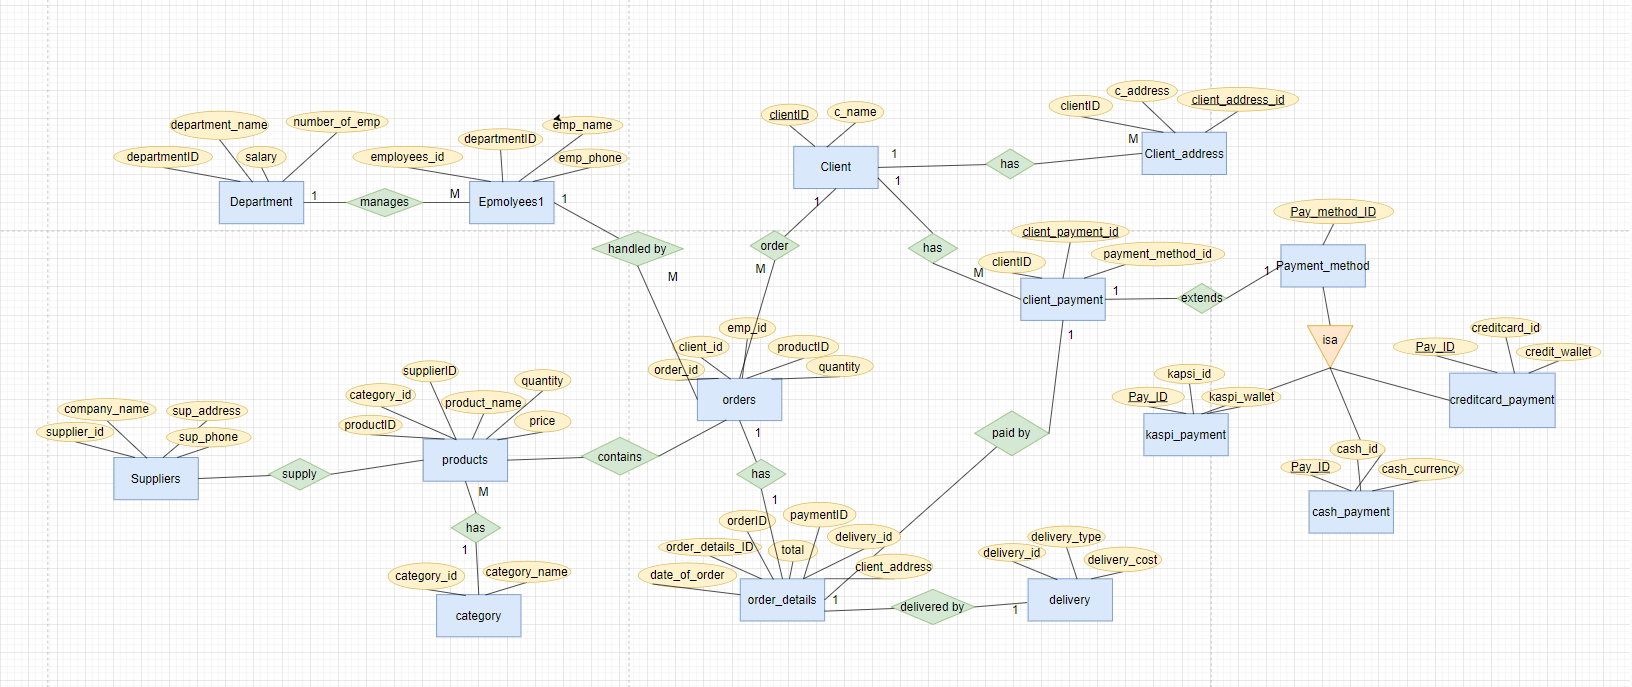 department_name
number_of_emp
departmentID
salary
Department
1
manages
M
employees_id
departmentID
emp_name
emp_phone
Epmolyees1
1
handled by
M
clientID
c_name
Client
1
has
M
clientID
c_address
client_address_id
Client_address
1
order
M
1
has
M
client_payment_id
clientID
payment_method_id
client_payment
1
extends
1
Pay_method_ID
Payment_method
isa
kapsi_id
Pay_ID
kaspi_wallet
kaspi_payment
creditcard_id
Pay_ID
credit_wallet
creditcard_payment
cash_id
Pay_ID
cash_currency
cash_payment
1
paid by
1
emp_id
client_id
productID
order_id
quantity
orders
1
has
1
contains
supplierID
category_id
quantity
product_name
productID
price
products
M
has
1
category_id
category_name
category
company_name
sup_address
supplier_id
sup_phone
Suppliers
supply
orderID
paymentID
order_details_ID
total
delivery_id
date_of_order
client_address
order_details
delivered by
1
delivery_type
delivery_id
delivery_cost
delivery